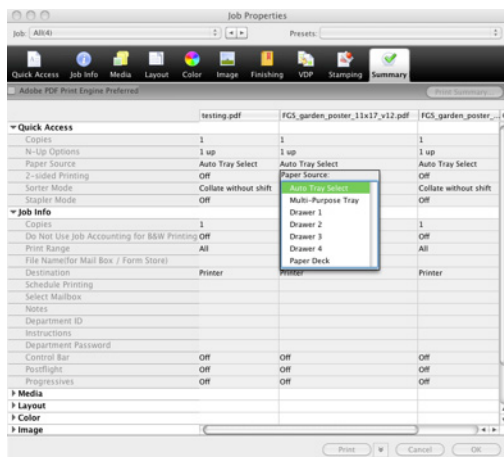 Job Properties
Job: All(4) Presets:
Quick Access Job Info Media Layout Color Image Finishing VDP Stamping Summary
Adobe PDF Print Engine Preferred Print Summary...
testing.pdf FGS_garden_poster_11x17_v12.pdf FGS_garden_poster_...
Quick Access
Copies 1 1 1
N-Up Options 1 up 1 up 1 up
Paper Source Auto Tray Select Auto Tray Select Auto Tray Select
2-sided Printing Off Paper Source: Off
Sorter Mode Collate without shift Auto Tray Select Collate without shift
Stapler Mode Off Multi-Purpose Tray Off
Job Info Drawer 1
Copies 1 Drawer 2 1
Do Not Use Job Accounting for B&W Printing Off Drawer 3 Off
Print Range All Drawer 4 All
File Name(for Mail Box / Form Store) Paper Deck
Destination Printer Printer Printer
Schedule Printing
Select Mailbox
Notes
Department ID
Instructions
Department Password
Control Bar Off Off Off
Postflight Off Off Off
Progressives Off Off Off
Media
Layout
Color
Image
Print Cancel OK